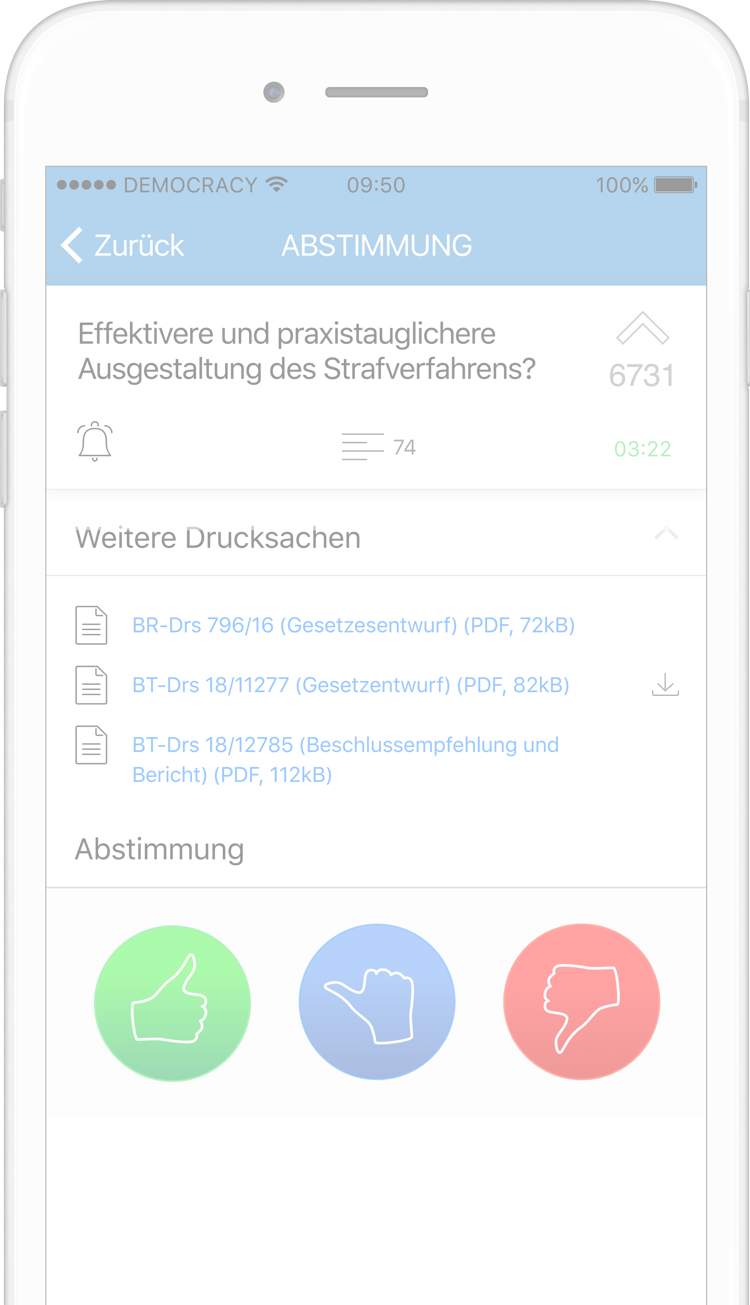 DEMOCRACY 09:50 100%
Zurück ABSTIMMUNG
Effektivere und praxistauglichere
Ausgestaltung des Strafverfahrens?
6731
74 03:22
Weitere Drucksachen
BR-Drs 796/16 (Gesetzesentwurf) (PDF, 72kB)
BT-Drs 18/11277 (Gesetzentwurf) (PDF, 82kB)
BT-Drs 18/12785 (Beschlussempfehlung und
Bericht) (PDF, 112kB)
Abstimmung